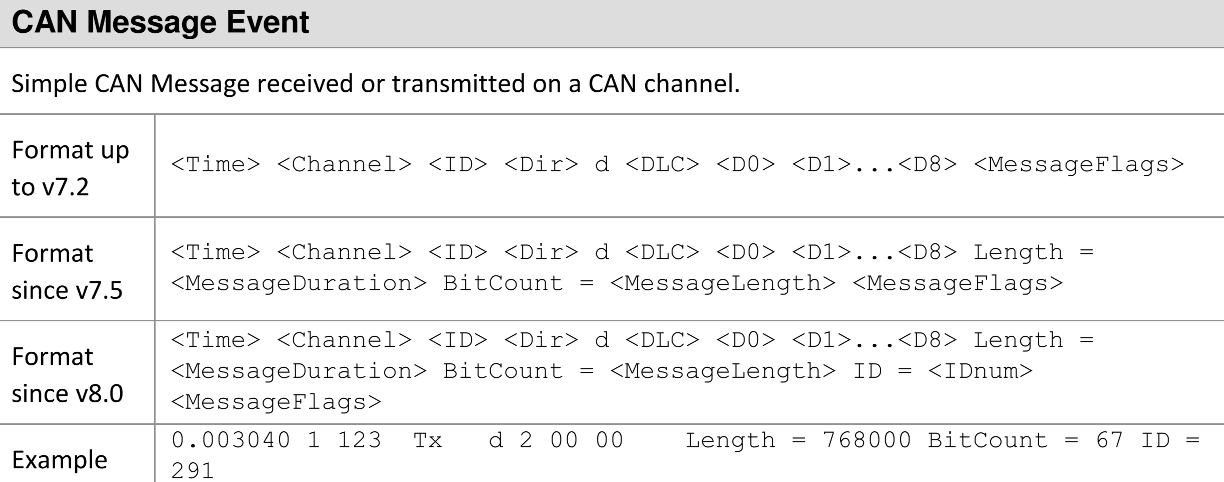 CAN Message Event
Simple CAN Message received or transmitted on a CAN channel.
Format up
to v7.2
<Time> <Channel> <ID> <Dir> d <DLC> <D0> <D1>...<D8> <MessageFlags>
Format
since v7.5
<Time> <Channel> <ID> <Dir> d <DLC> <D0> <D1>...<D8> Length =
<MessageDuration> BitCount = <MessageLength> <MessageFlags>
Format
since v8.0
<Time> <Channel> <ID> <Dir> d <DLC> <D0> <D1>...<D8> Length =
<MessageDuration> BitCount = <MessageLength> ID = <IDnum>
<MessageFlags>
Example
0.003040 1 123  Tx   d 2 00 00    Length = 768000 BitCount = 67 ID =
291